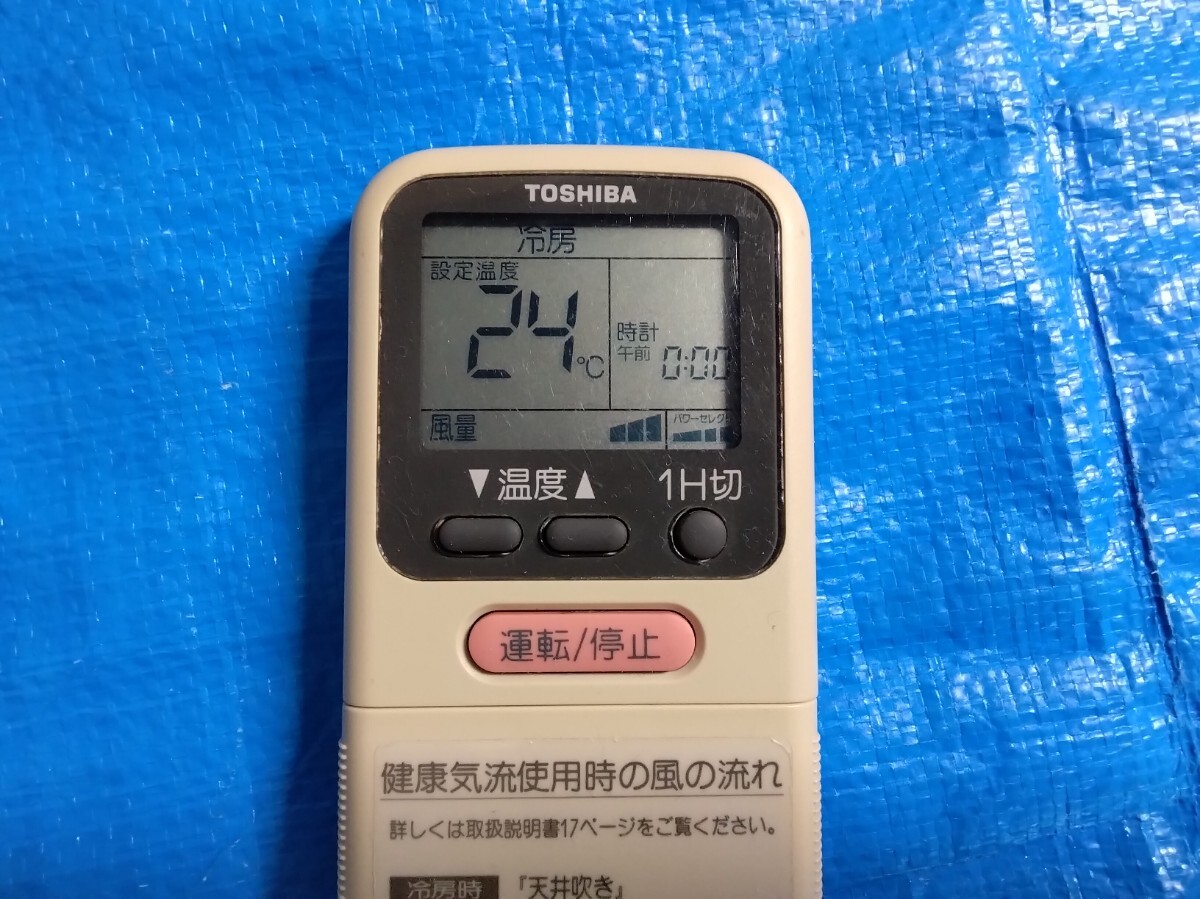 TOSHIBA
冷房
設定温度
24℃
時計
午前 0:00
風量
パワーセレクト
▼温度▲ 1H切
運転/停止
健康気流使用時の風の流れ
詳しくは取扱説明書17ページをご覧ください。
冷房時 『天井吹き』